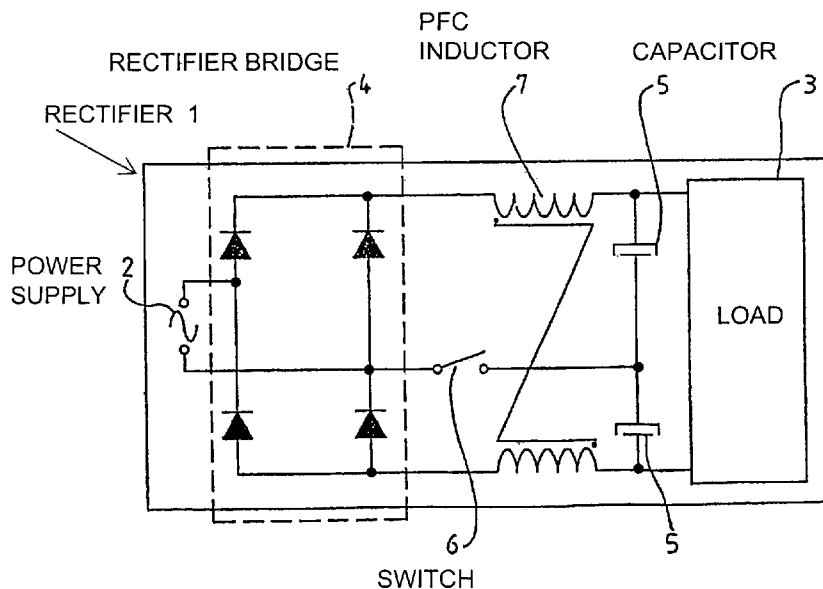 PFC
INDUCTOR
CAPACITOR
RECTIFIER BRIDGE
4
7
5
3
RECTIFIER 1
POWER
SUPPLY
2
LOAD
6
5
SWITCH